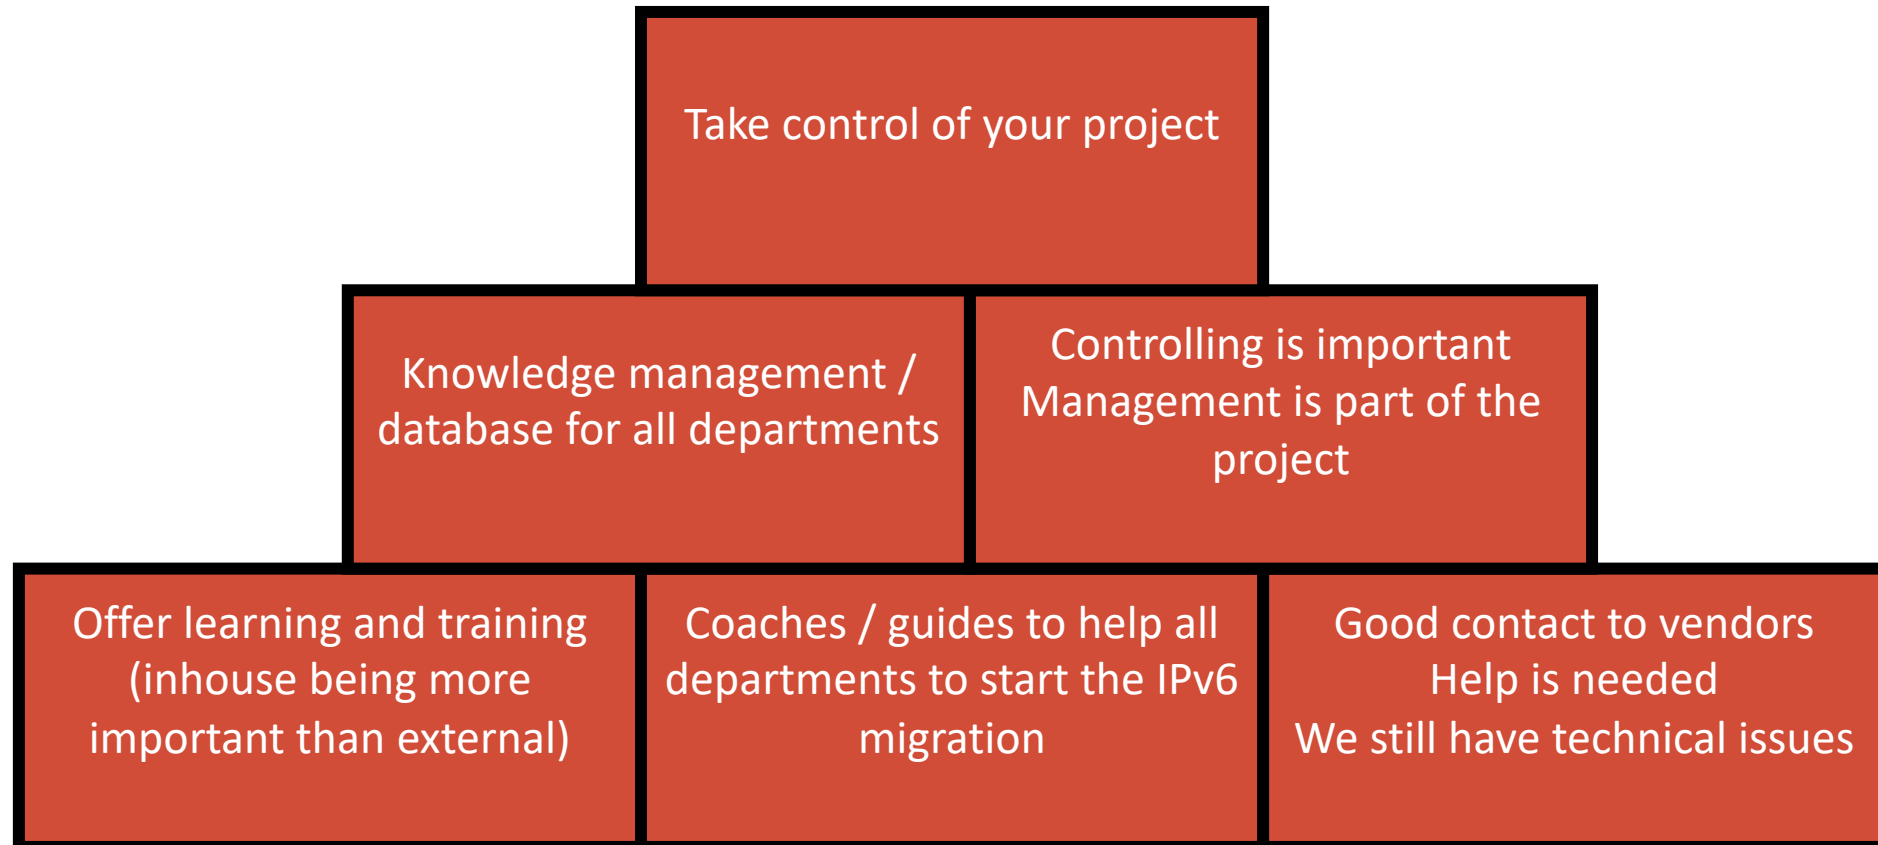 Take control of your project
Knowledge management /
database for all departments
Controlling is important
Management is part of the
project
Offer learning and training
(inhouse being more
important than external)
Coaches / guides to help all
departments to start the IPv6
migration
Good contact to vendors
Help is needed
We still have technical issues